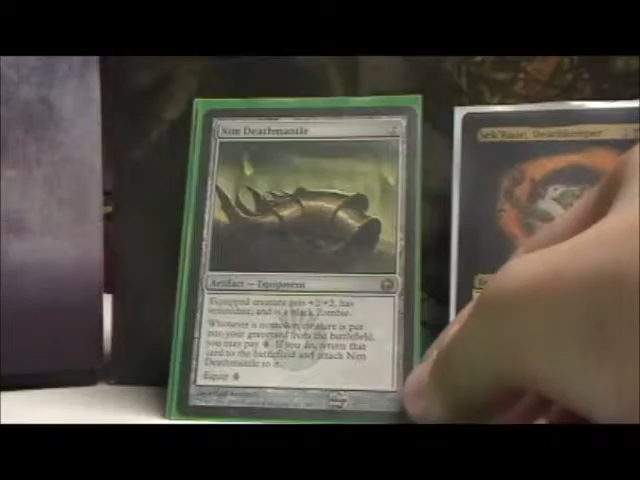 Nim Deathmantle
Artifact — Equipment
Equipped creature gets +2/+2, has
intimidate, and is a black Zombie.
Whenever a nontoken creature is put
into your graveyard from the battlefield,
you may pay 4. If you do, return that
card to the battlefield and attach Nim
Deathmantle to it.
Equip 4
Sek'Kuar, Deathkeeper